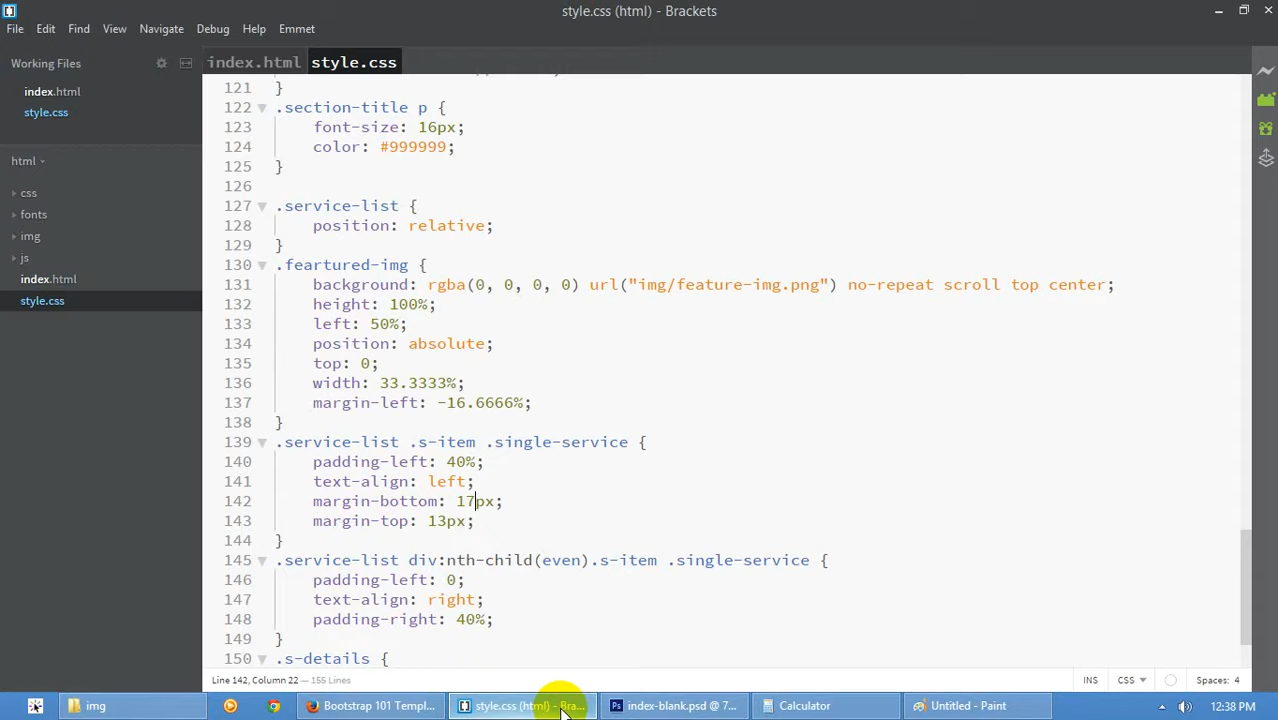 style.css (html) - Brackets
File Edit View Navigate Debug Help Emmet
Working Files
index.html
style.css
html
css
fonts
img
js
index.html
style.css
index.html style.css
121 }
122 .section-title p {
123 font-size: 16px;
124 color: #999999;
125 }
126
127 .service-list {
128 position: relative;
129 }
130 .feartured-img {
131 background: rgba(0, 0, 0, 0) url("img/feature-img.png") no-repeat scroll top center;
132 height: 100%;
133 left: 50%;
134 position: absolute;
135 top: 0;
136 width: 33.3333%;
137 margin-left: -16.6666%;
138 }
139 .service-list .s-item .single-service {
140 padding-left: 40%;
141 text-align: left;
142 margin-bottom: 17px;
143 margin-top: 13px;
144 }
145 .service-list div:nth-child(even).s-item .single-service {
146 padding-left: 0;
147 text-align: right;
148 padding-right: 40%;
149 }
150 .s-details {
Line 142, Column 22 — 155 Lines
INS CSS Spaces: 4
img
Bootstrap 101 Templ...
style.css (html) - Bra...
Ps index-blank.psd @ 7...
Calculator
Untitled - Paint
12:38 PM